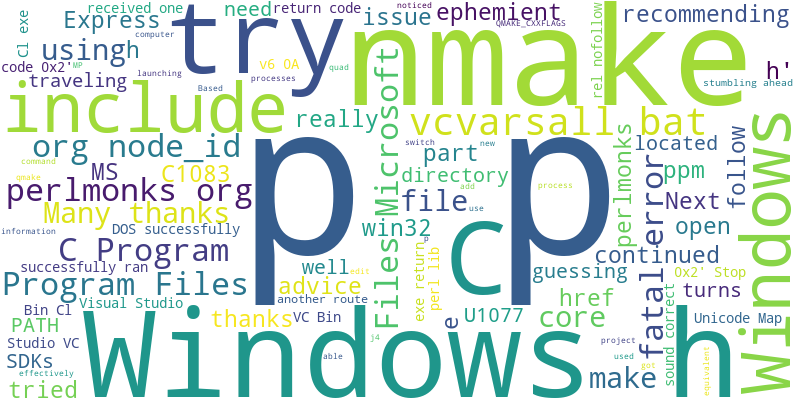 received one
return code
noticed
cl exe
Express
need
ephemient
QMAKE_CXXFLAGS
recommending
computer
try
issue
nmake
rel nofollow
using
h
v6 0A
code 0x2'
MP
launching
h'
traveling
processes
Based
quad
stumbling ahead
include
really
Files Microsoft
vcvarsall bat
windows
org node_id
p
c
p
perlmonks
located
follow
MS
C1083
part
error
ppm
directory
switch
new
command
add
process
qmake
perlmonks org
file
use
Next
Many thanks
win32
open
information
DOS successfully
p
C Program
well
continued
successfully ran
edit
exe return
perl lib
guessing
0x2' Stop
Program Files
advice
turns
another route
href
fatal
Visual Studio
Bin Cl
thanks
VC Bin
e
U1077
core
sound correct
Unicode Map
PATH
Windows
h
Studio VC
j4
project
SDKs
able
make
used
got
effectively
tried
equivalent